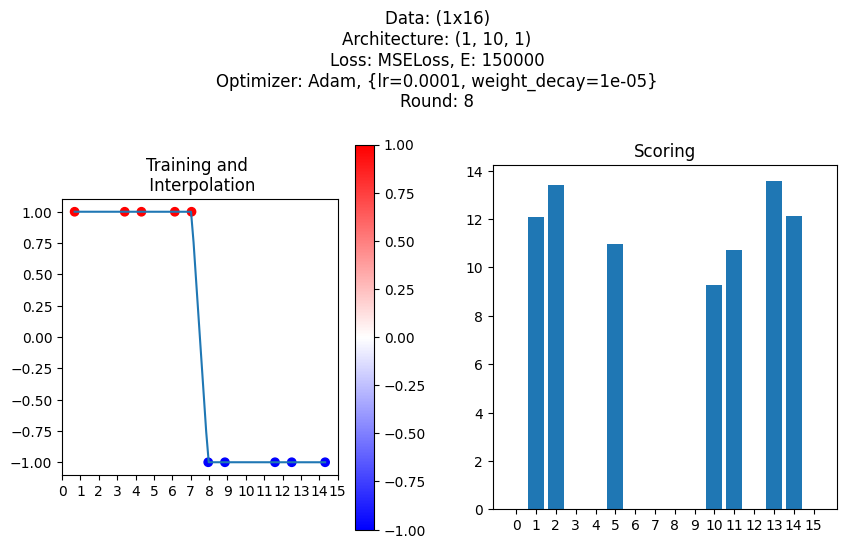 Data: (1x16)
Architecture: (1, 10, 1)
Loss: MSELoss, E: 150000
Optimizer: Adam, {lr=0.0001, weight_decay=1e-05}
Round: 8
Training and
Interpolation
1.00
0.75
0.50
0.25
0.00
−0.25
−0.50
−0.75
−1.00
0 1 2 3 4 5 6 7 8 9 10 11 12 13 14 15
1.00
0.75
0.50
0.25
0.00
−0.25
−0.50
−0.75
−1.00
Scoring
14
12
10
8
6
4
2
0
0 1 2 3 4 5 6 7 8 9 10 11 12 13 14 15